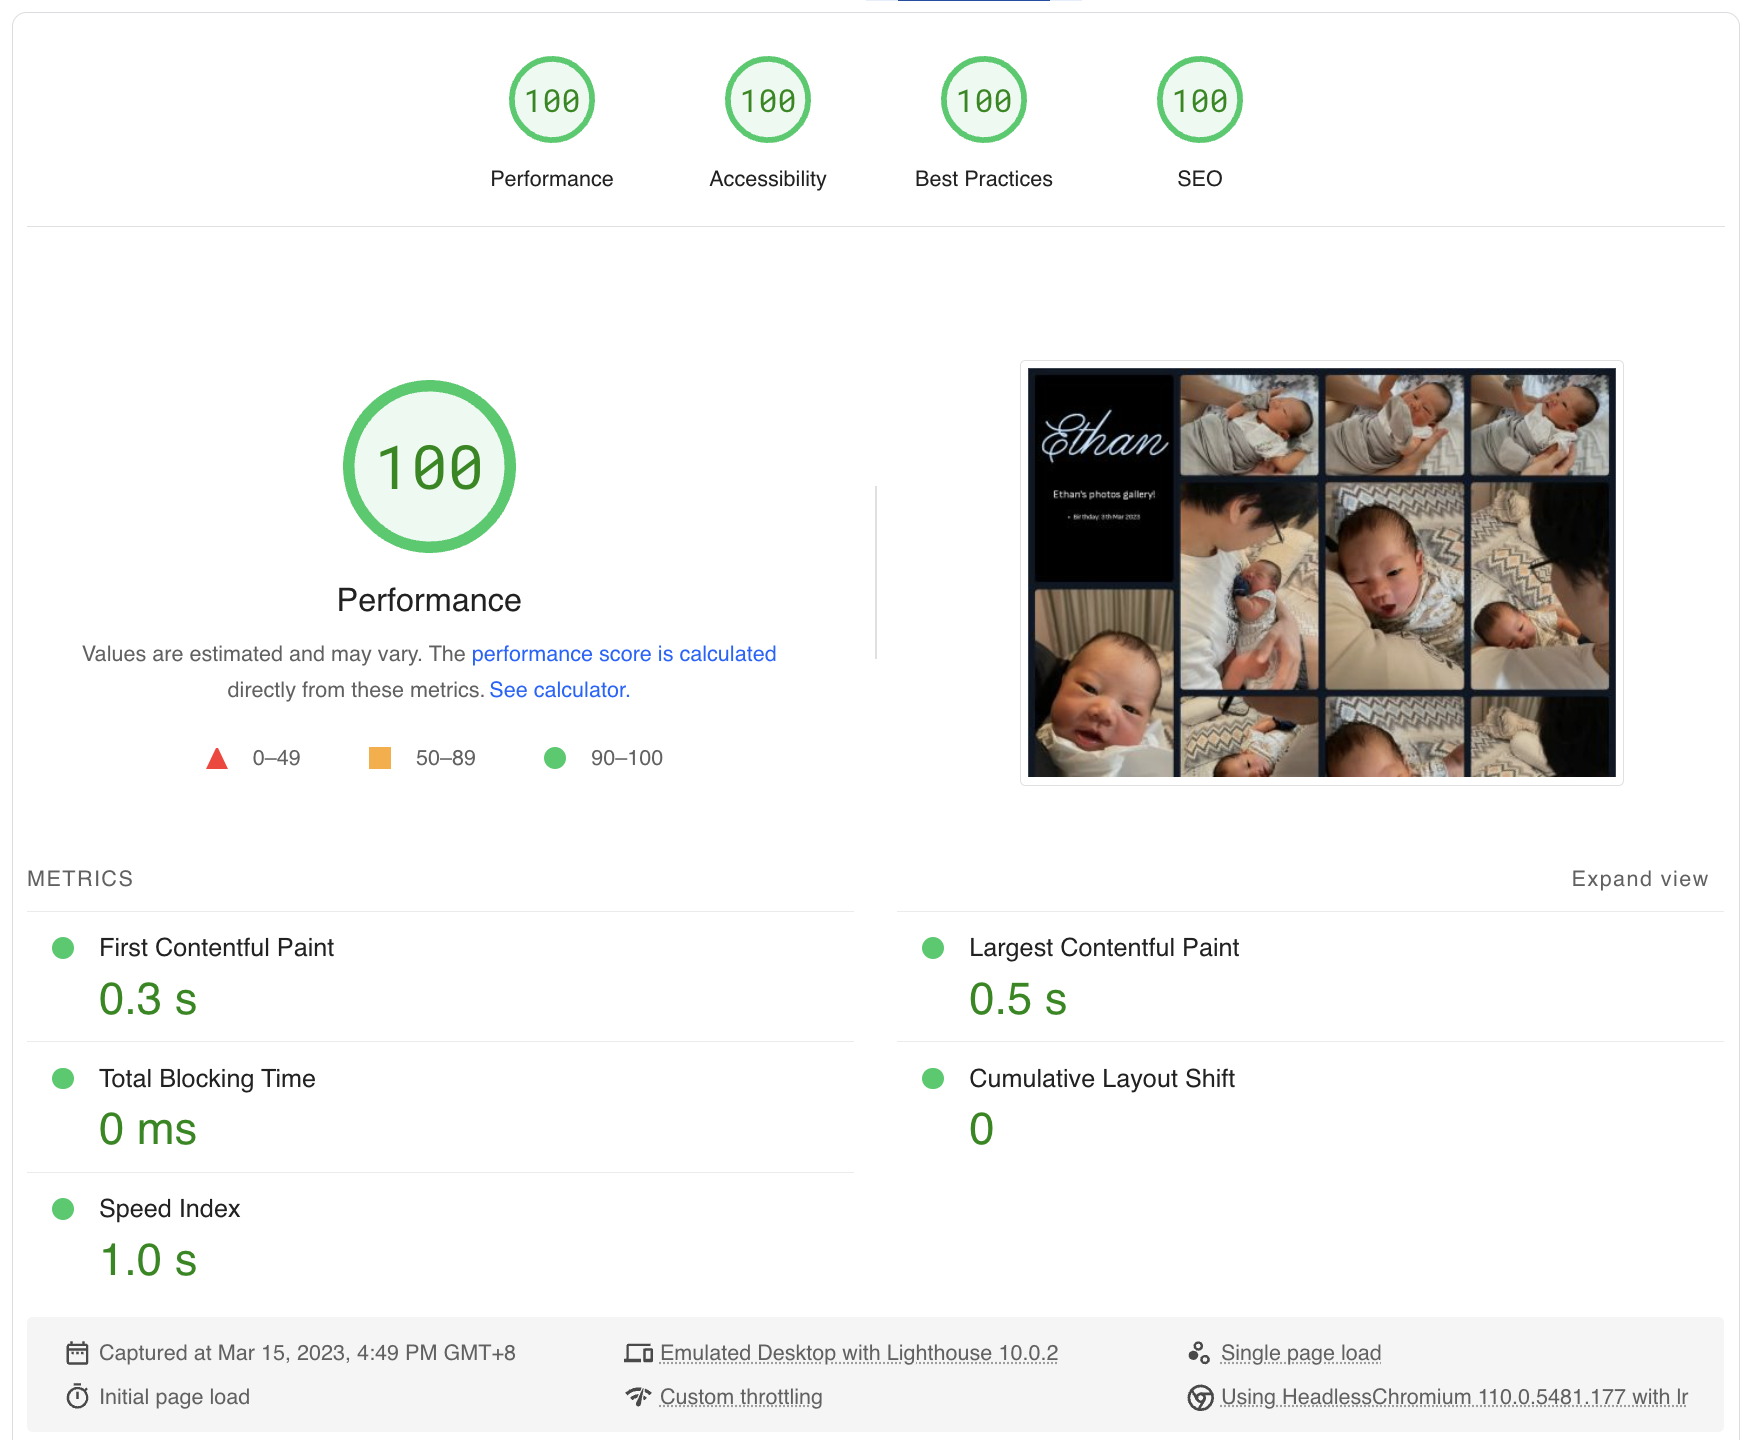 100
100
100
100
Performance
Accessibility
Best Practices
SEO
100
Performance
Values are estimated and may vary. The performance score is calculated
directly from these metrics. See calculator.
0–49
50–89
90–100
Ethan
Ethan's photos gallery!
Birthday: 3th Mar 2023
METRICS
Expand view
First Contentful Paint
0.3 s
Largest Contentful Paint
0.5 s
Total Blocking Time
0 ms
Cumulative Layout Shift
0
Speed Index
1.0 s
Captured at Mar 15, 2023, 4:49 PM GMT+8
Emulated Desktop with Lighthouse 10.0.2
Single page load
Initial page load
Custom throttling
Using HeadlessChromium 110.0.5481.177 with lr